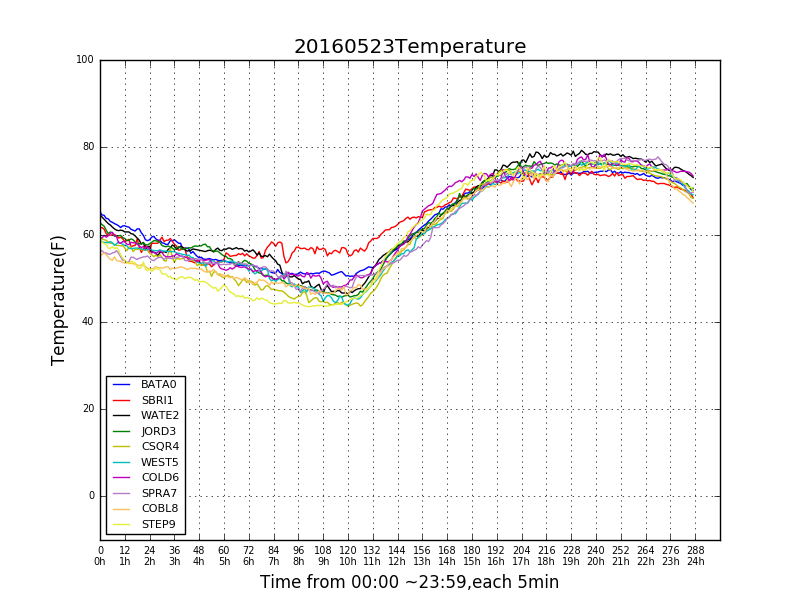 20160523Temperature
100
80
60
40
20
0
Temperature(F)
BATA0
SBRI1
WATE2
JORD3
CSQR4
WEST5
COLD6
SPRA7
COBL8
STEP9
0 12 24 36 48 60 72 84 96 108 120 132 144 156 168 180 192 204 216 228 240 252 264 276 288
0h 1h 2h 3h 4h 5h 6h 7h 8h 9h 10h 11h 12h 13h 14h 15h 16h 17h 18h 19h 20h 21h 22h 23h 24h
Time from 00:00 ~23:59,each 5min